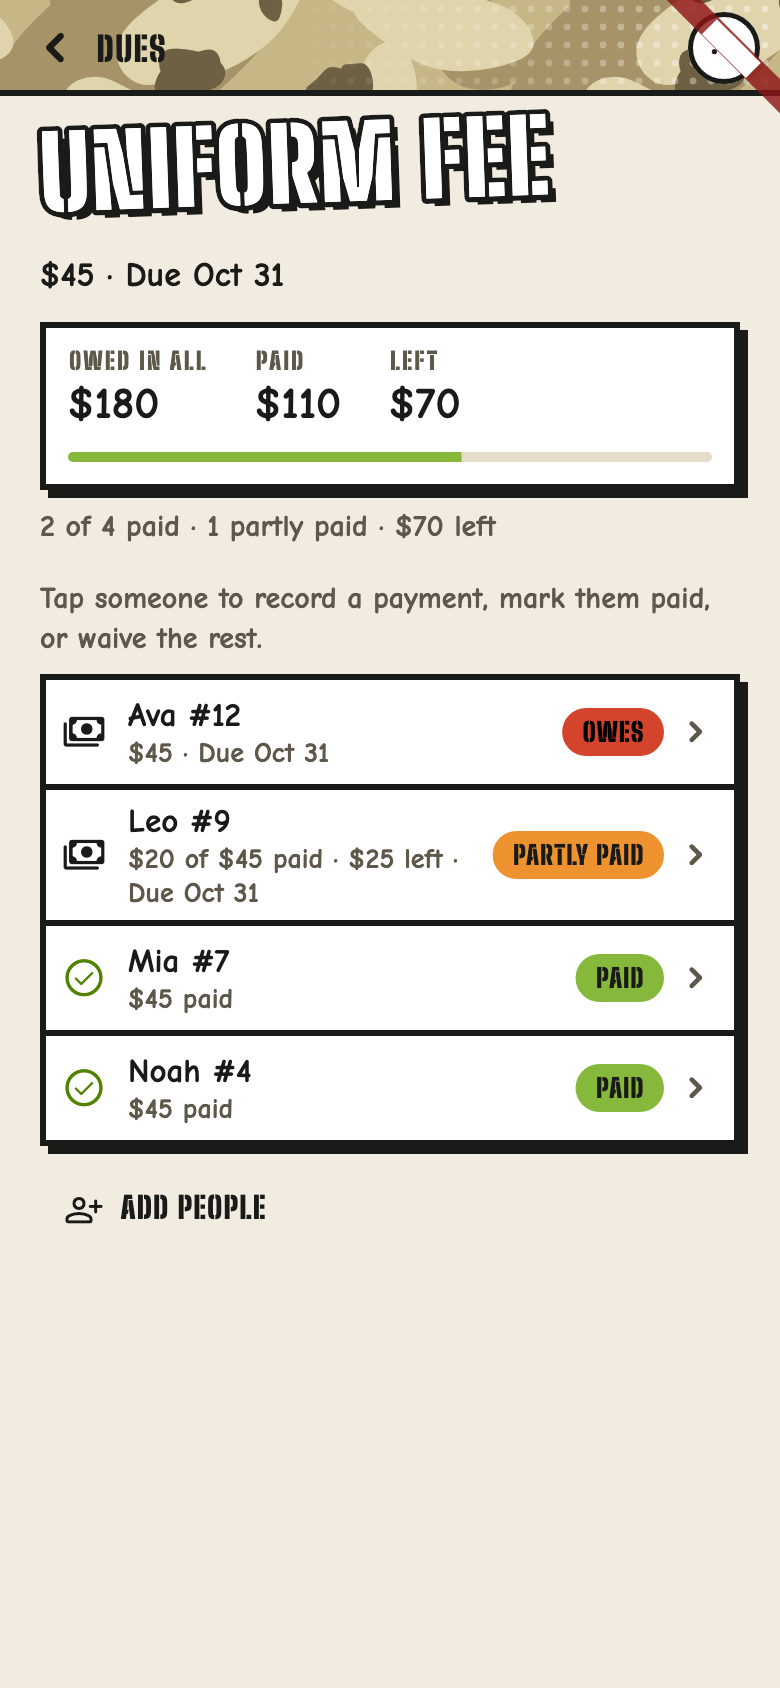 DUES
UNIFORM FEE
$45 · Due Oct 31
OWED IN ALL PAID LEFT
$180 $110 $70
2 of 4 paid · 1 partly paid · $70 left
Tap someone to record a payment, mark them paid,
or waive the rest.
Ava #12
$45 · Due Oct 31
OWES
Leo #9
$20 of $45 paid · $25 left ·
Due Oct 31
PARTLY PAID
Mia #7
$45 paid
PAID
Noah #4
$45 paid
PAID
ADD PEOPLE